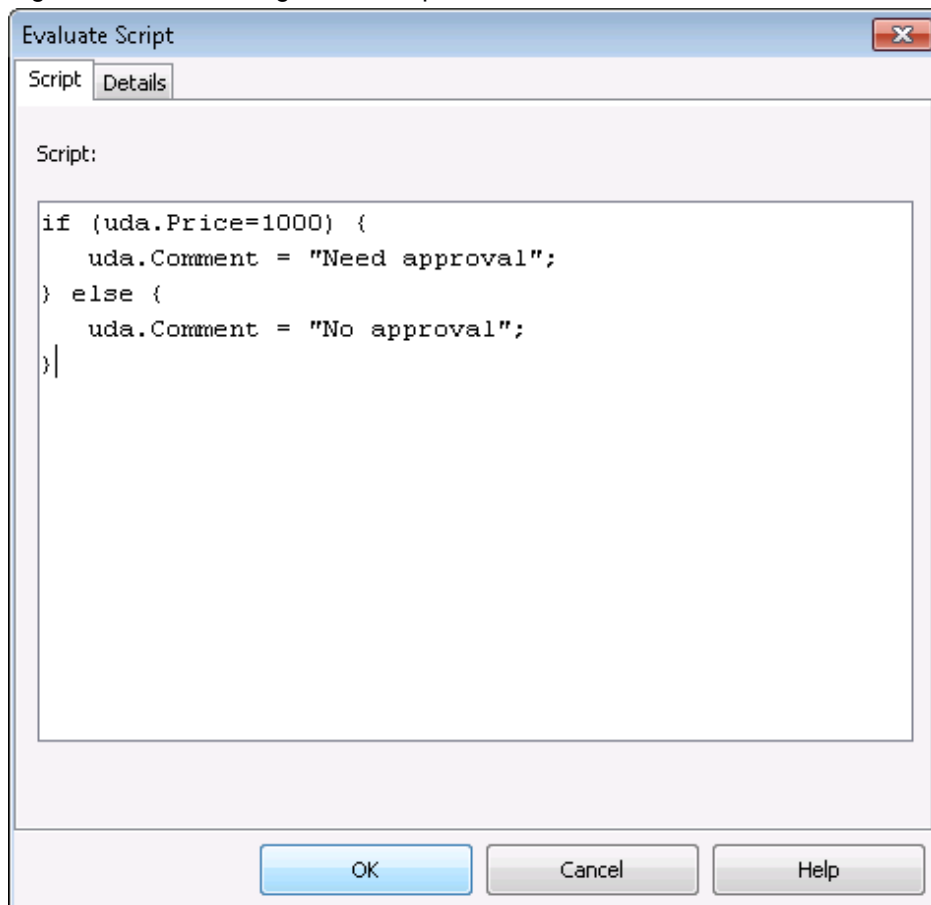 Evaluate Script
Script Details
Script:
if (uda.Price=1000) {
   uda.Comment = "Need approval";
} else {
   uda.Comment = "No approval";
}
OK Cancel Help